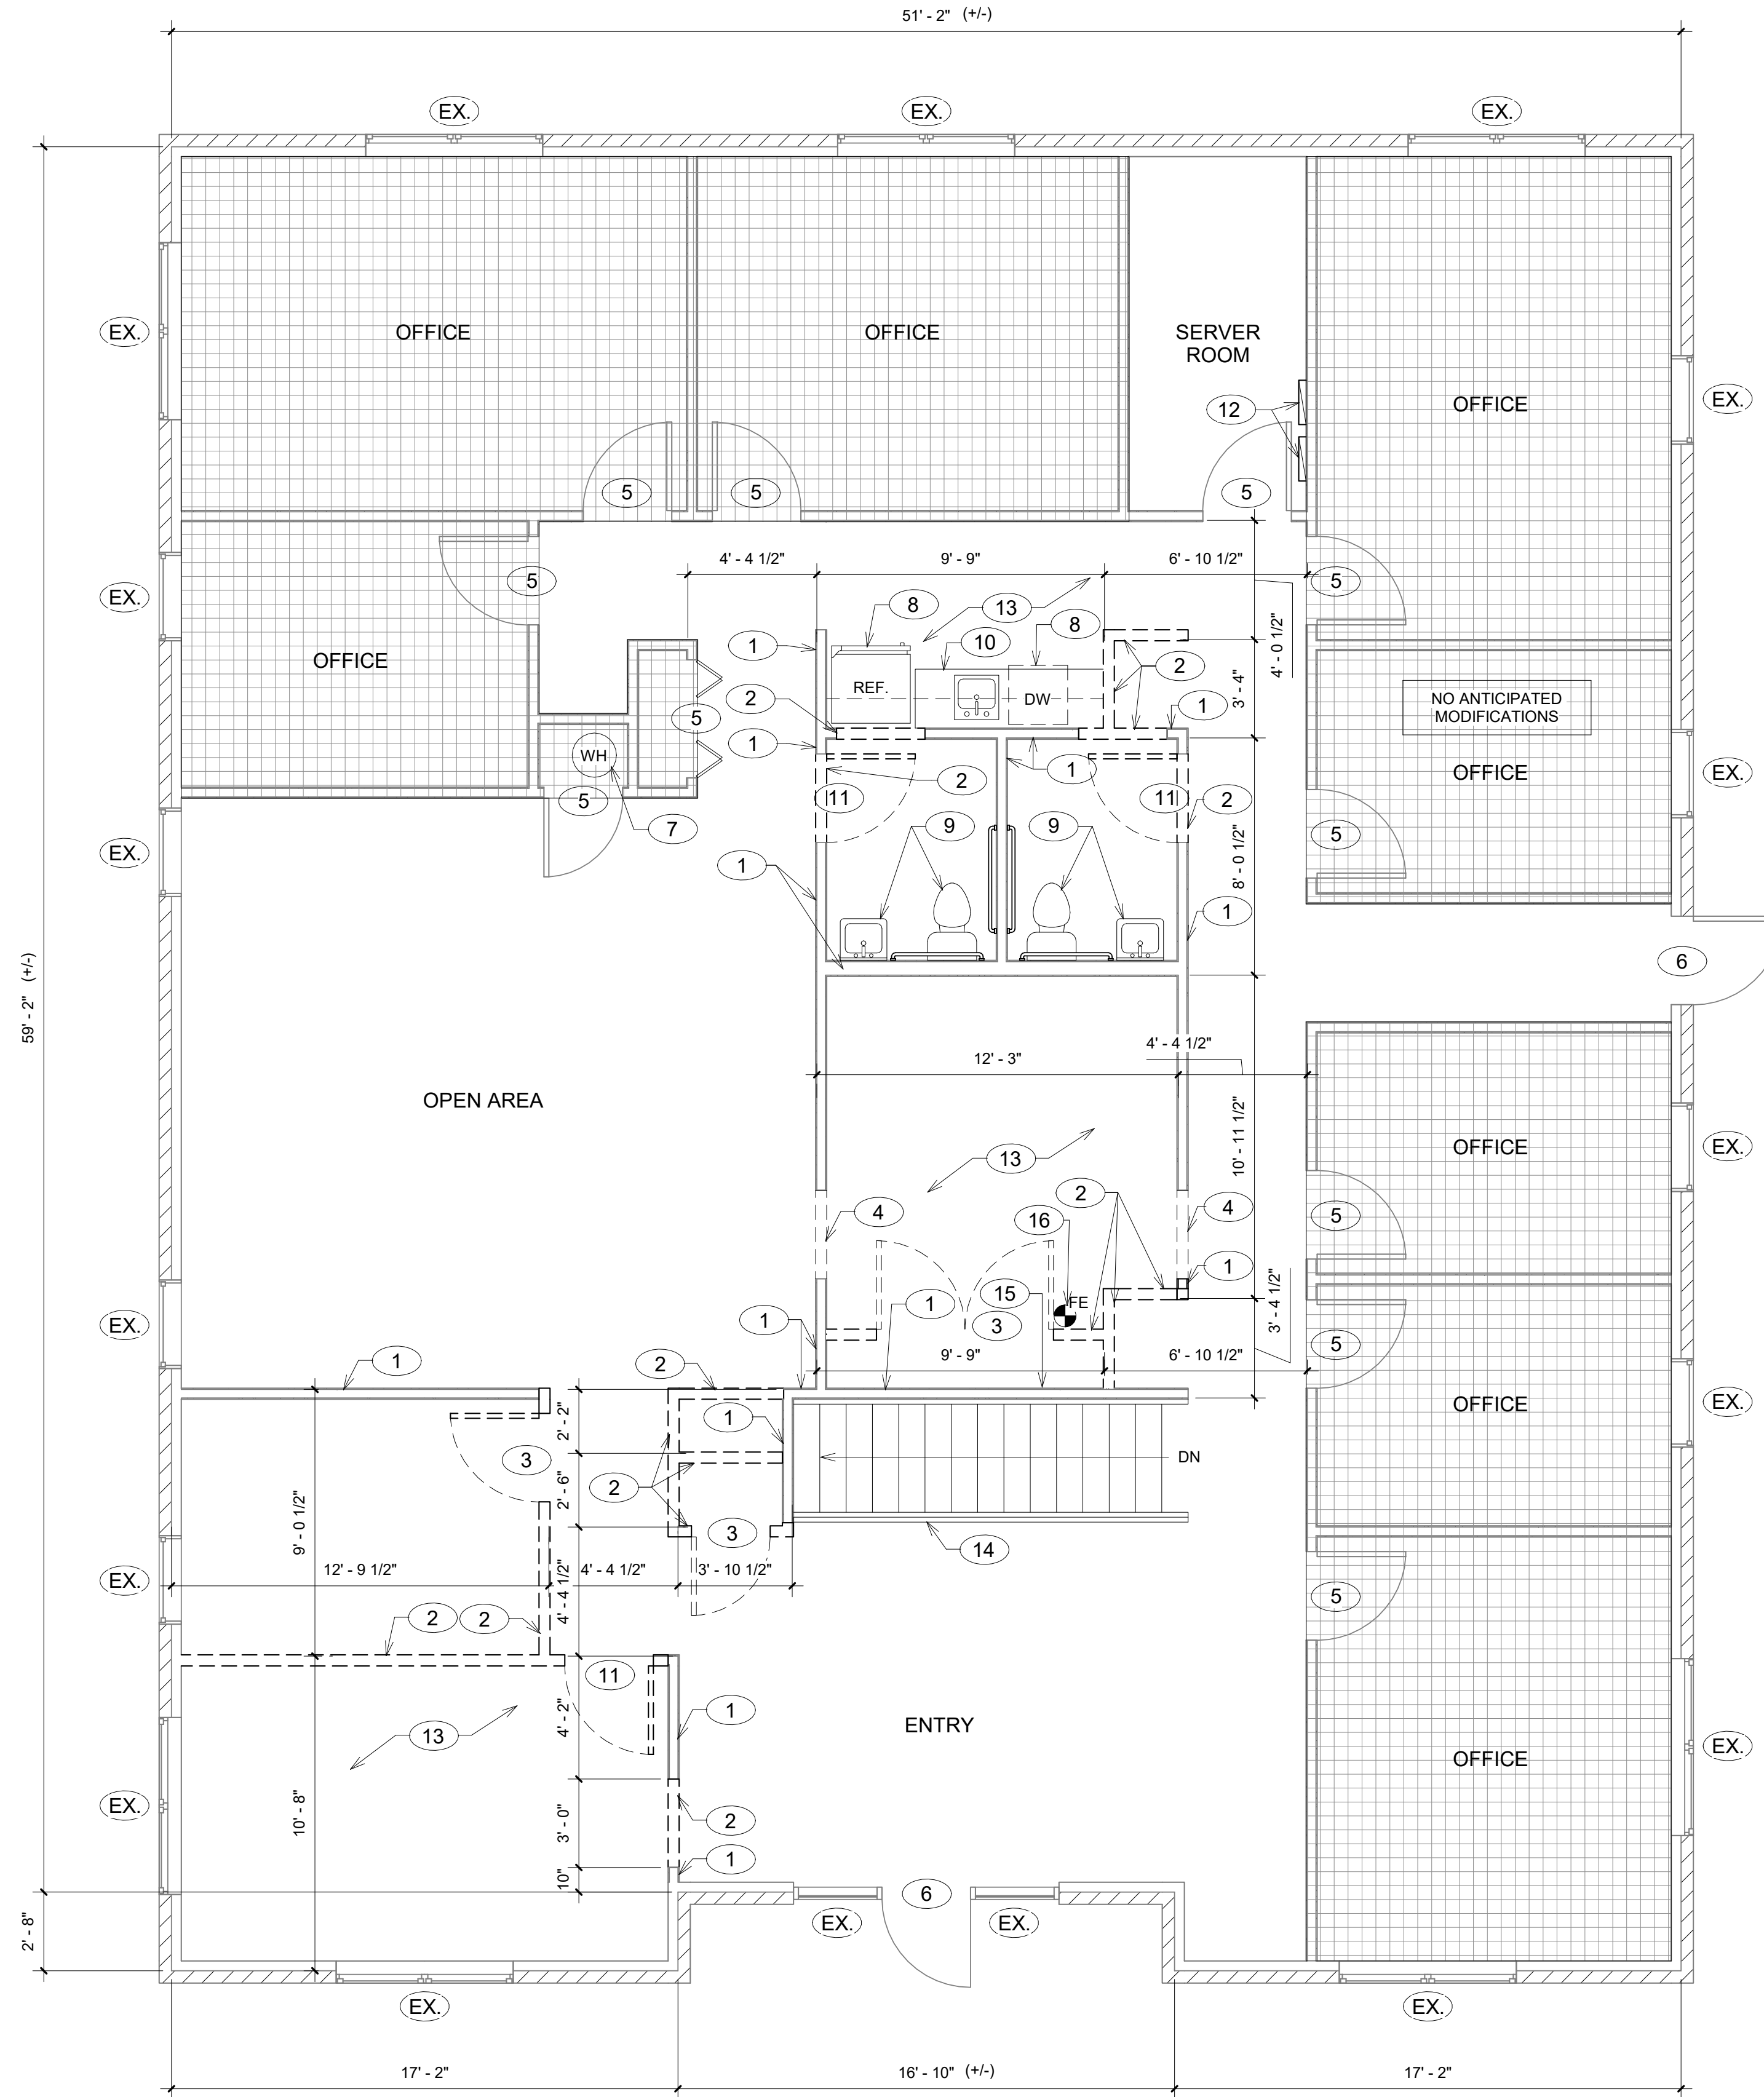 51' - 2" (+/-)
EX.
EX.
EX.
EX.
OFFICE
OFFICE
SERVER
ROOM
EX.
OFFICE
12
5
5
5
4' - 4 1/2"
9' - 9"
6' - 10 1/2"
5
5
EX.
8
13
8
10
1
2
4' - 0 1/2"
OFFICE
REF.
DW
3' - 4"
2
1
NO ANTICIPATED
MODIFICATIONS
5
1
WH
1
2
OFFICE
EX.
5
11
11
2
7
9
9
5
EX.
1
8' - 0 1/2"
1
59' - 2" (+/-)
6
12' - 3"
4' - 4 1/2"
OPEN AREA
10' - 11 1/2"
13
OFFICE
EX.
2
4
16
4
5
1
15
1
FE
3
1
3' - 4 1/2"
EX.
5
1
2
9' - 9"
6' - 10 1/2"
2' - 2"
1
OFFICE
EX.
3
DN
2
2' - 6"
9' - 0 1/2"
3
14
EX.
12' - 9 1/2"
4' - 4 1/2"
4' - 4 1/2"
3' - 10 1/2"
5
2
2
11
1
4' - 2"
ENTRY
13
EX.
OFFICE
EX.
10' - 8"
3' - 0"
2
1
10"
6
2' - 8"
EX.
EX.
EX.
EX.
17' - 2"
16' - 10" (+/-)
17' - 2"